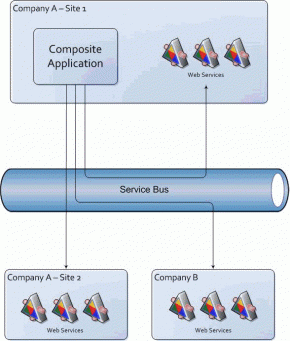 Company A – Site 1
Composite
Application
Web Services
Service Bus
Company A – Site 2
Web Services
Company B
Web Services